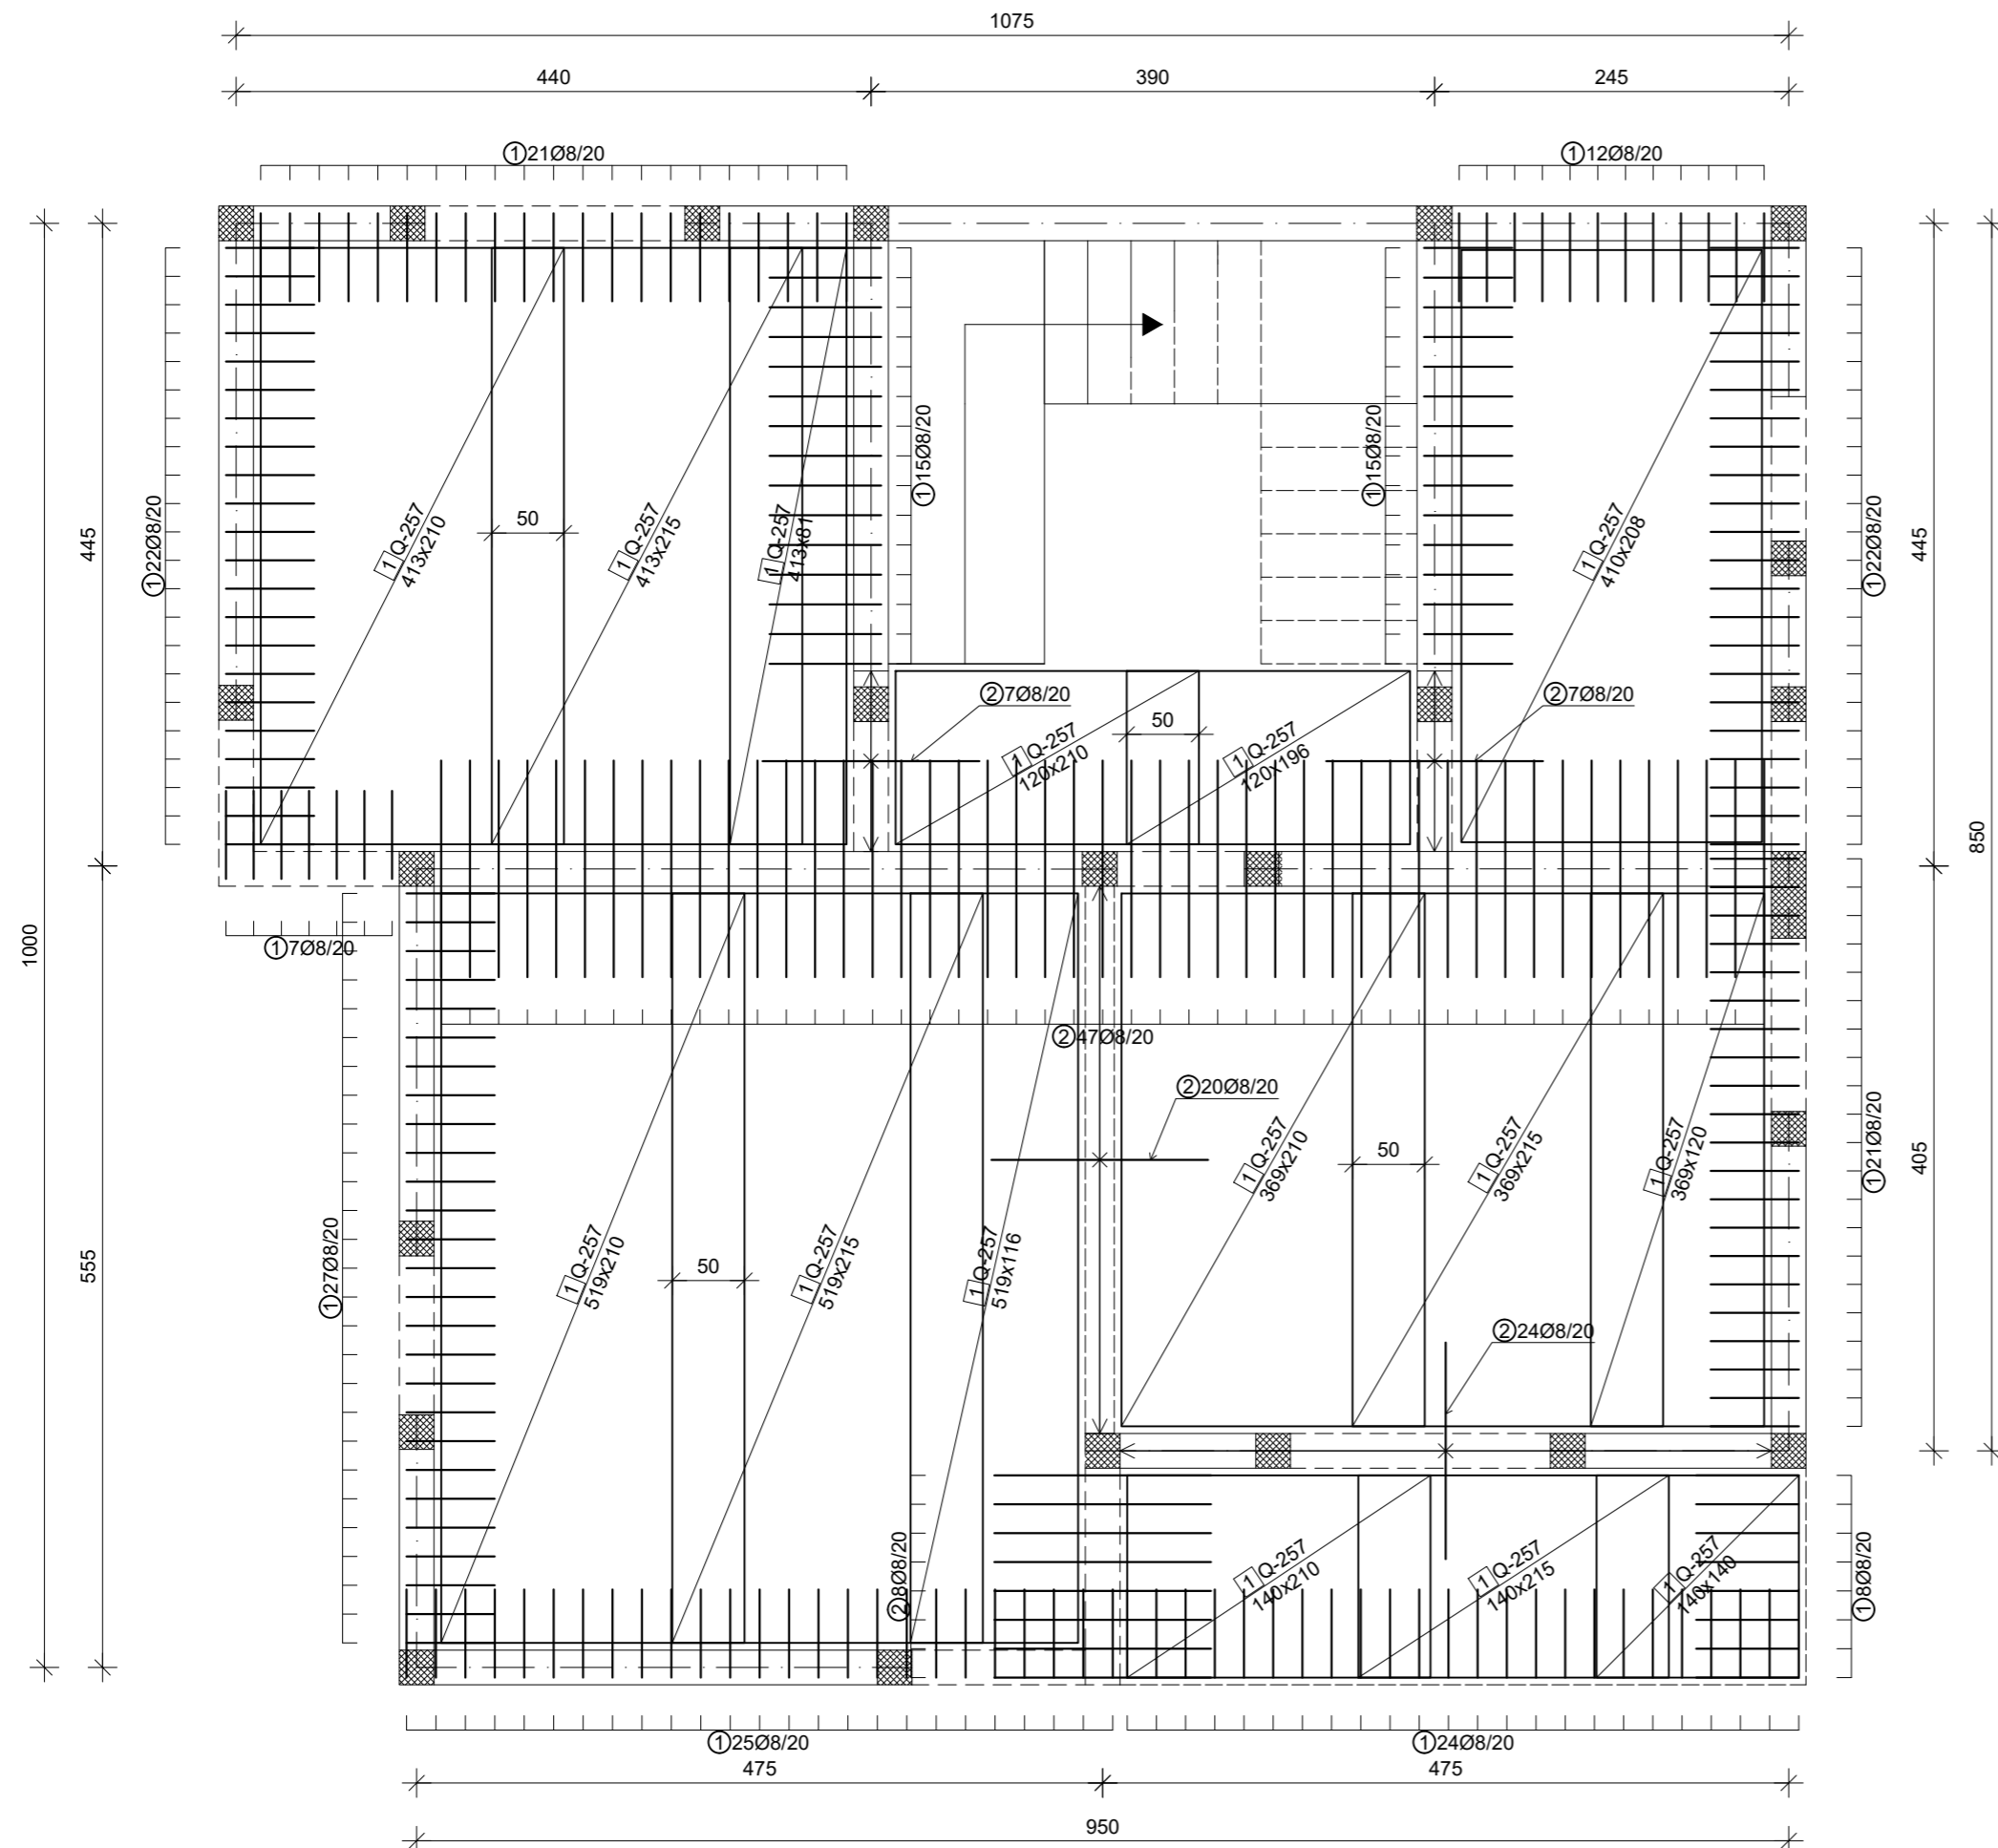 1075
440
390
245
①21Ø8/20
①12Ø8/20
①22Ø8/20
1 Q-257
413x210
50
1 Q-257
413x215
1 Q-257
413x81
①15Ø8/20
①15Ø8/20
1 Q-257
410x208
①22Ø8/20
445
445
②7Ø8/20
1 Q-257
120x210
50
1 Q-257
120x196
②7Ø8/20
850
1000
①7Ø8/20
②47Ø8/20
②20Ø8/20
1 Q-257
369x210
50
1 Q-257
369x215
1 Q-257
369x120
①21Ø8/20
405
555
①27Ø8/20
1 Q-257
519x210
50
1 Q-257
519x215
1 Q-257
519x116
②24Ø8/20
②8Ø8/20
1 Q-257
140x210
1 Q-257
140x215
1 Q-257
140x140
①8Ø8/20
①25Ø8/20
①24Ø8/20
475
475
950